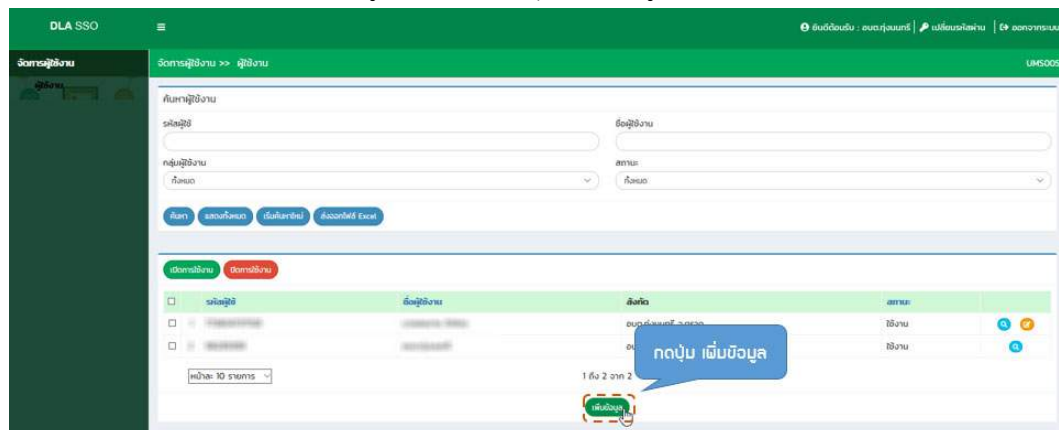 DLA SSO
ยินดีต้อนรับ : อบต.ทุ่งนนทรี | เปลี่ยนรหัสผ่าน | ออกจากระบบ
จัดการผู้ใช้งาน
จัดการผู้ใช้งาน >> ผู้ใช้งาน UMS005
ผู้ใช้งาน
ค้นหาผู้ใช้งาน
รหัสผู้ใช้ ชื่อผู้ใช้งาน
กลุ่มผู้ใช้งาน สถานะ
ทั้งหมด ทั้งหมด
ค้นหา แสดงทั้งหมด เริ่มค้นหาใหม่ ส่งออกไฟล์ Excel
เปิดการใช้งาน ปิดการใช้งาน
รหัสผู้ใช้ ชื่อผู้ใช้งาน สังกัด สถานะ
ใช้งาน
ใช้งาน
กดปุ่ม เพิ่มข้อมูล
หน้าละ 10 รายการ 1 ถึง 2 จาก 2
เพิ่มข้อมูล